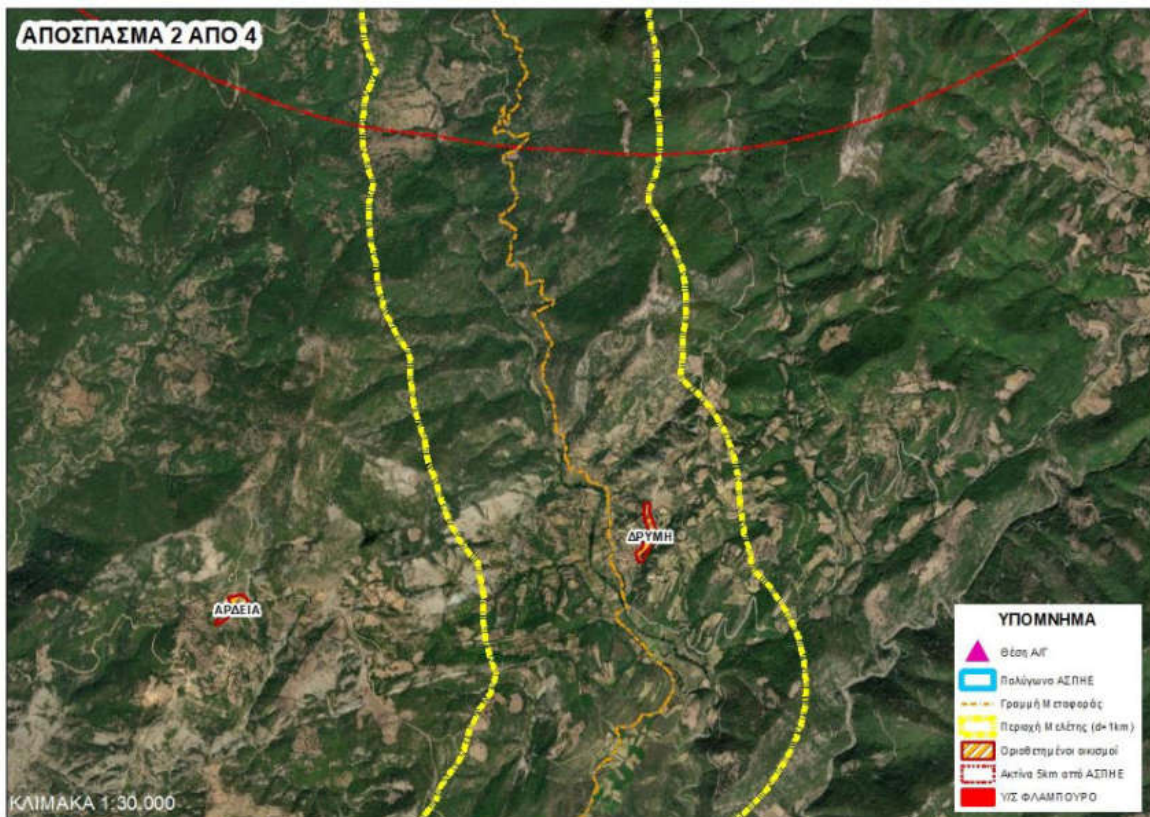 ΑΠΟΣΠΑΣΜΑ 2 ΑΠΟ 4
ΔΡΥΜΗ
ΑΡΔΕΙΑ
ΥΠΟΜΝΗΜΑ
Θέση Α/Γ
Πολύγωνο ΑΣΠΗΕ
Γραμμή Μεταφοράς
Περιοχή Μελέτης (d=1km)
Οριοθετημένοι οικισμοί
Ακτίνα 5km από ΑΣΠΗΕ
Υ/Σ ΦΛΑΜΠΟΥΡΟ
ΚΛΙΜΑΚΑ 1:30.000